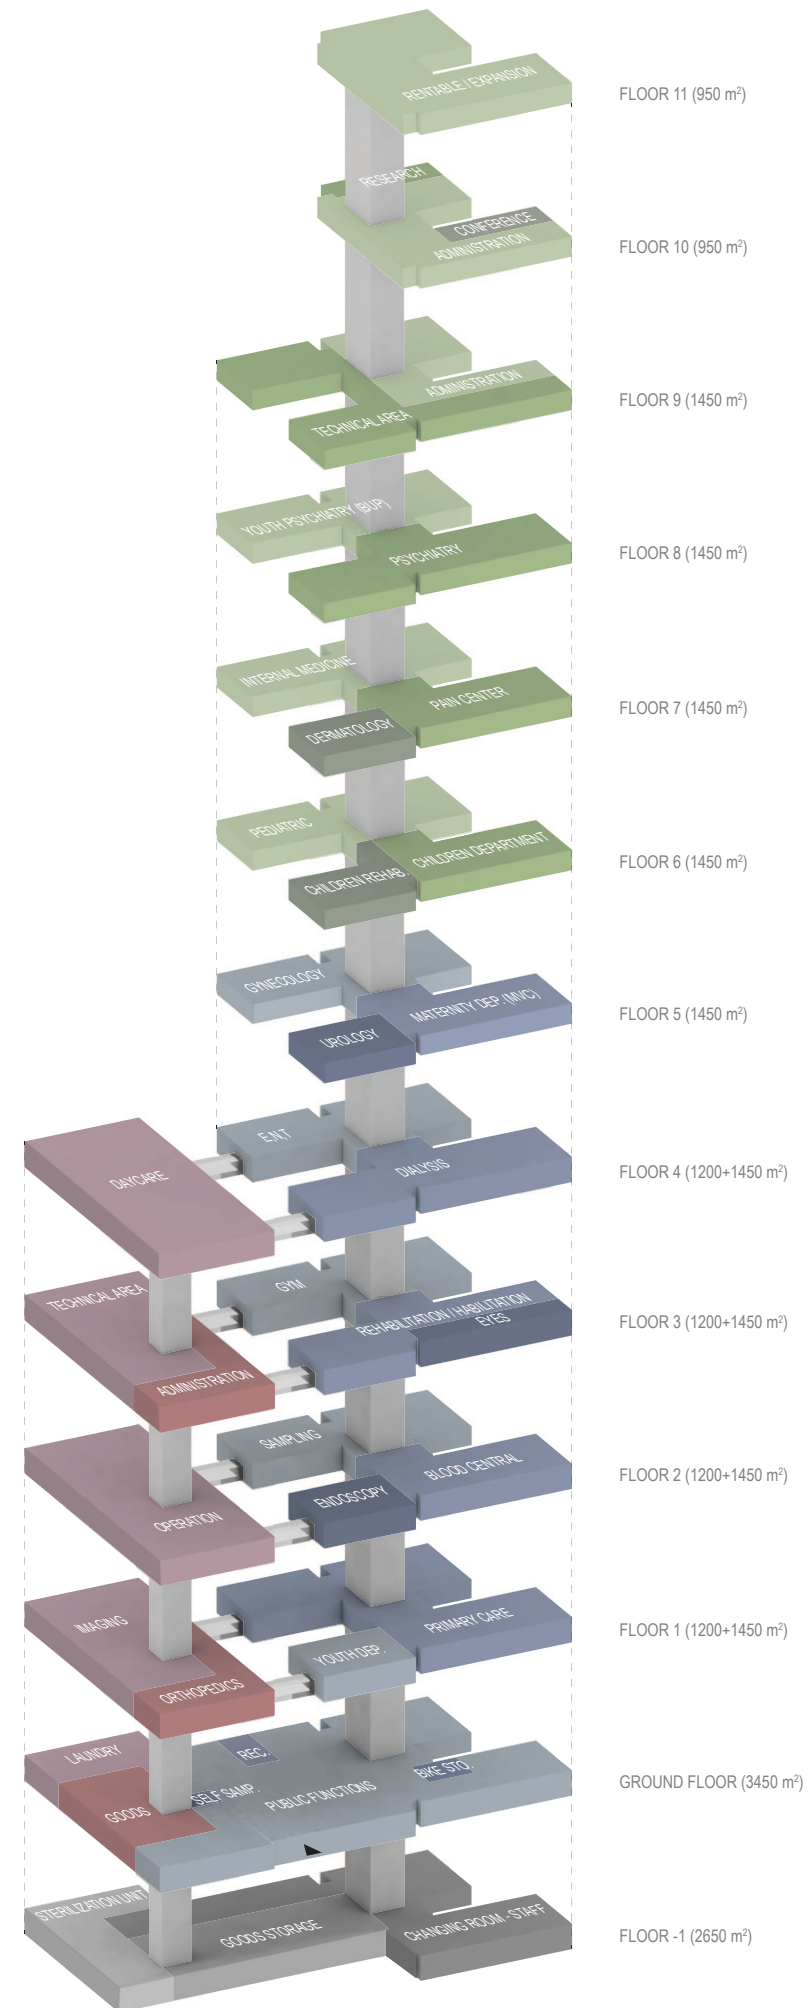 RENTABLE / EXPANSION
FLOOR 11 (950 m²)
RESEARCH
CONFERENCE
ADMINISTRATION
FLOOR 10 (950 m²)
ADMINISTRATION
TECHNICAL AREA
FLOOR 9 (1450 m²)
YOUTH PSYCHIATRY (BUP)
PSYCHIATRY
FLOOR 8 (1450 m²)
INTERNAL MEDICINE
PAIN CENTER
DERMATOLOGY
FLOOR 7 (1450 m²)
PEDIATRIC
CHILDREN DEPARTMENT
CHILDREN REHAB.
FLOOR 6 (1450 m²)
GYNECOLOGY
MATERNITY DEP. (MVC)
UROLOGY
FLOOR 5 (1450 m²)
E,N,T
DAYCARE
DIALYSIS
FLOOR 4 (1200+1450 m²)
GYM
TECHNICAL AREA
REHABILITATION / HABILITATION
EYES
ADMINISTRATION
FLOOR 3 (1200+1450 m²)
SAMPLING
BLOOD CENTRAL
ENDOSCOPY
OPERATION
FLOOR 2 (1200+1450 m²)
IMAGING
PRIMARY CARE
YOUTH DEP.
ORTHOPEDICS
FLOOR 1 (1200+1450 m²)
LAUNDRY
REC.
BIKE STO.
SELF SAMP.
PUBLIC FUNCTIONS
GOODS
GROUND FLOOR (3450 m²)
STERILIZATION UNIT
GOODS STORAGE
CHANGING ROOM - STAFF
FLOOR -1 (2650 m²)